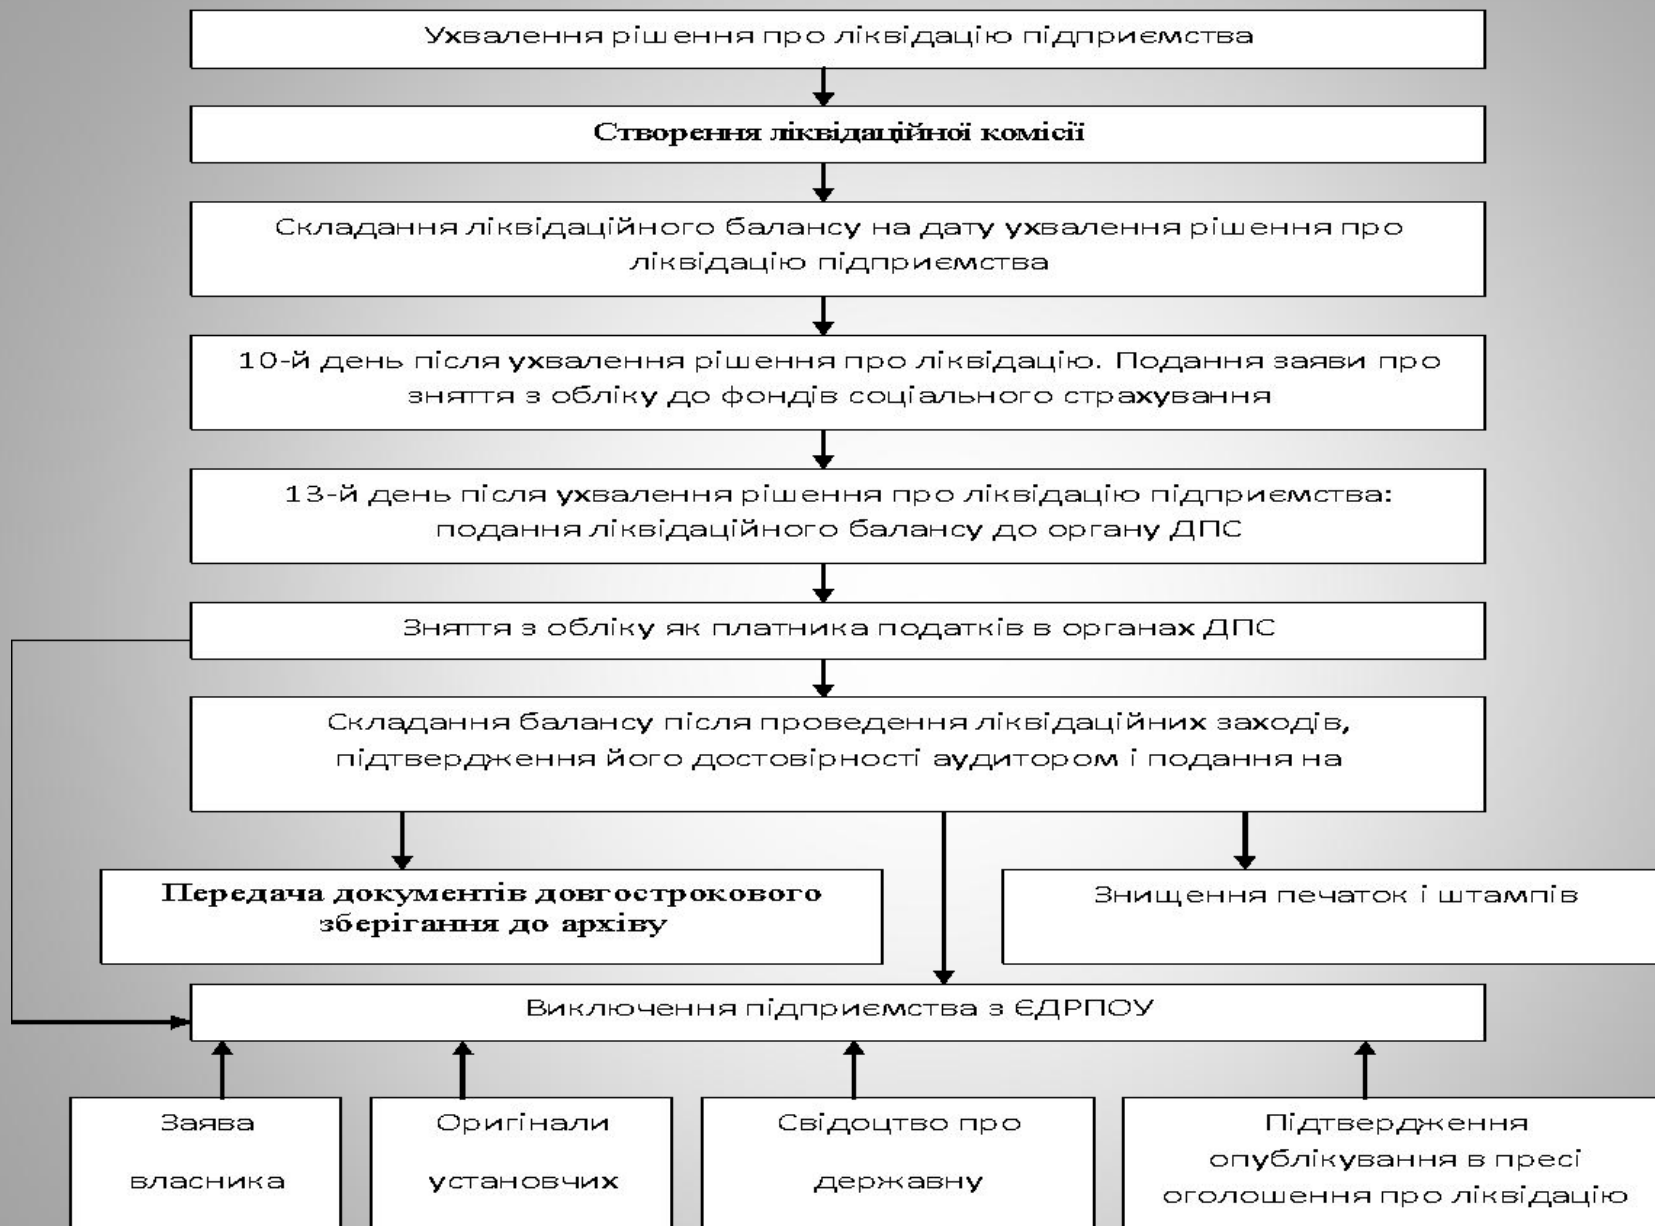 Ухвалення рішення про ліквідацію підприємства
Створення ліквідаційної комісії
Складання ліквідаційного балансу на дату ухвалення рішення про
ліквідацію підприємства
10-й день після ухвалення рішення про ліквідацію. Подання заяви про
зняття з обліку до фондів соціального страхування
13-й день після ухвалення рішення про ліквідацію підприємства:
подання ліквідаційного балансу до органу ДПС
Зняття з обліку як платника податків в органах ДПС
Складання балансу після проведення ліквідаційних заходів,
підтвердження його достовірності аудитором і подання на
Передача документів довгострокового
зберігання до архіву
Знищення печаток і штампів
Виключення підприємства з ЄДРПОУ
Заява
власника
Оригінали
установчих
Свідоцтво про
державну
Підтвердження
опублікування в пресі
оголошення про ліквідацію